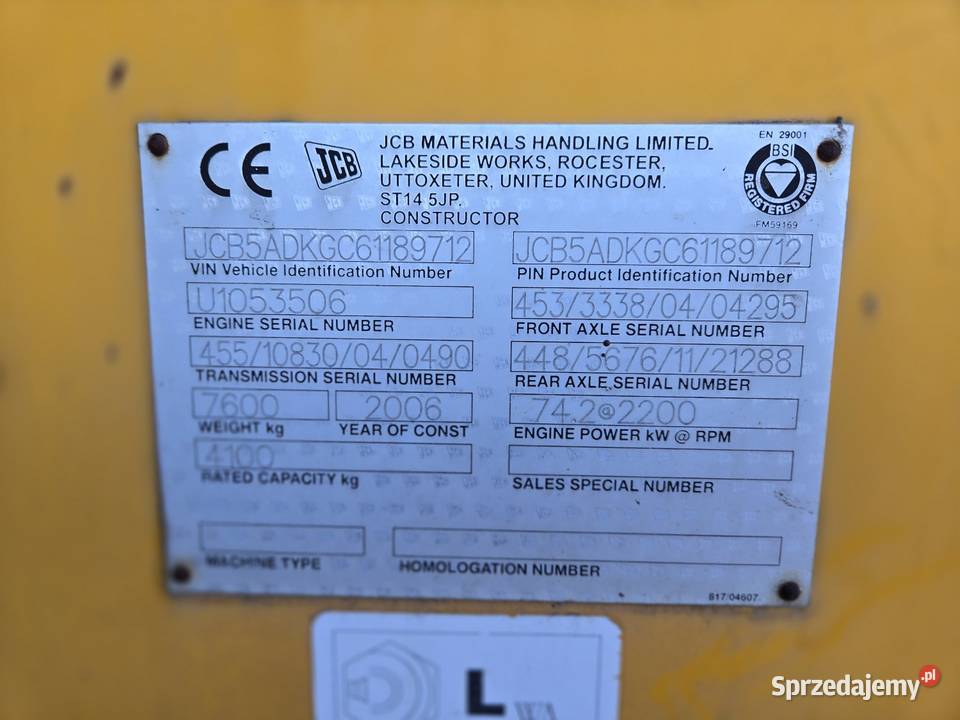 CE
JCB
JCB MATERIALS HANDLING LIMITED.
LAKESIDE WORKS, ROCESTER,
UTTOXETER, UNITED KINGDOM.
ST14 5JP.
CONSTRUCTOR
EN 29001
BSI
REGISTERED FIRM
FM59169
JCB5ADKGC61189712 JCB5ADKGC61189712
VIN Vehicle Identification Number PIN Product Identification Number
U1053506 453/3338/04/04295
ENGINE SERIAL NUMBER FRONT AXLE SERIAL NUMBER
455/10830/04/0490 448/5676/11/21288
TRANSMISSION SERIAL NUMBER REAR AXLE SERIAL NUMBER
7600 2006 74.2@2200
WEIGHT kg YEAR OF CONST ENGINE POWER kW @ RPM
4100
RATED CAPACITY kg SALES SPECIAL NUMBER
MACHINE TYPE HOMOLOGATION NUMBER
817/04607
L
WA
Sprzedajemy.pl